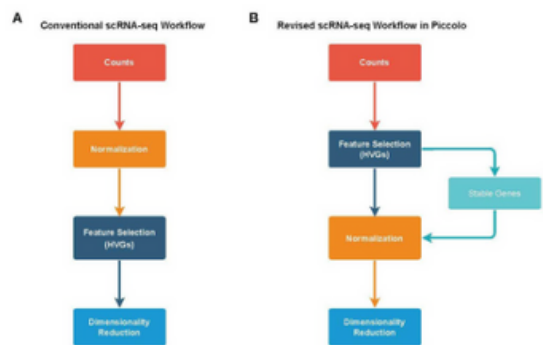 A
Conventional scRNA-seq Workflow
Counts
Normalization
Feature Selection
(HVGs)
Dimensionality
Reduction
B
Revised scRNA-seq Workflow in Piccolo
Counts
Feature Selection
(HVGs)
Stable Genes
Normalization
Dimensionality
Reduction